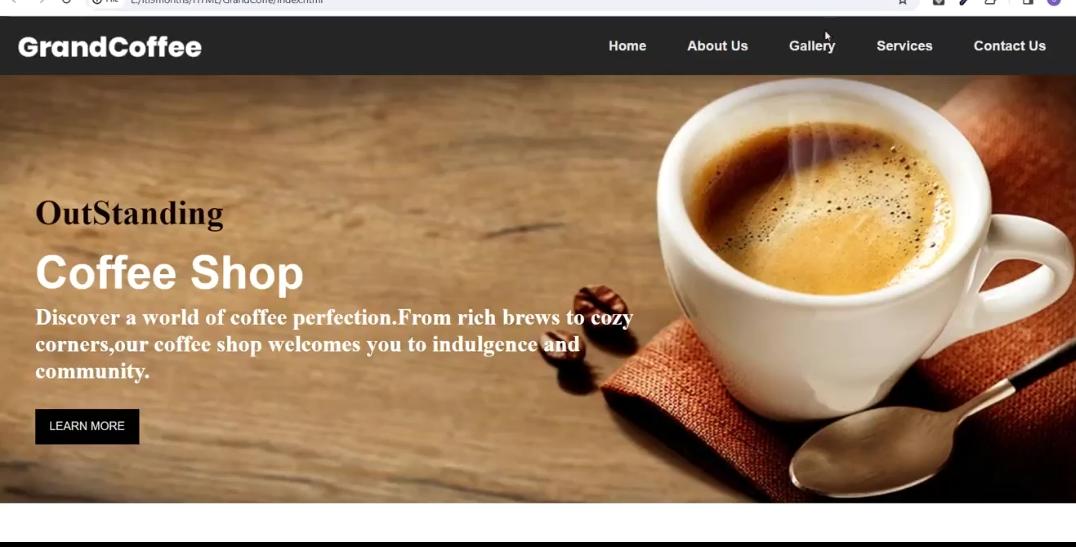 GrandCoffee
Home About Us Gallery Services Contact Us
OutStanding
Coffee Shop
Discover a world of coffee perfection.From rich brews to cozy
corners,our coffee shop welcomes you to indulgence and
community.
LEARN MORE